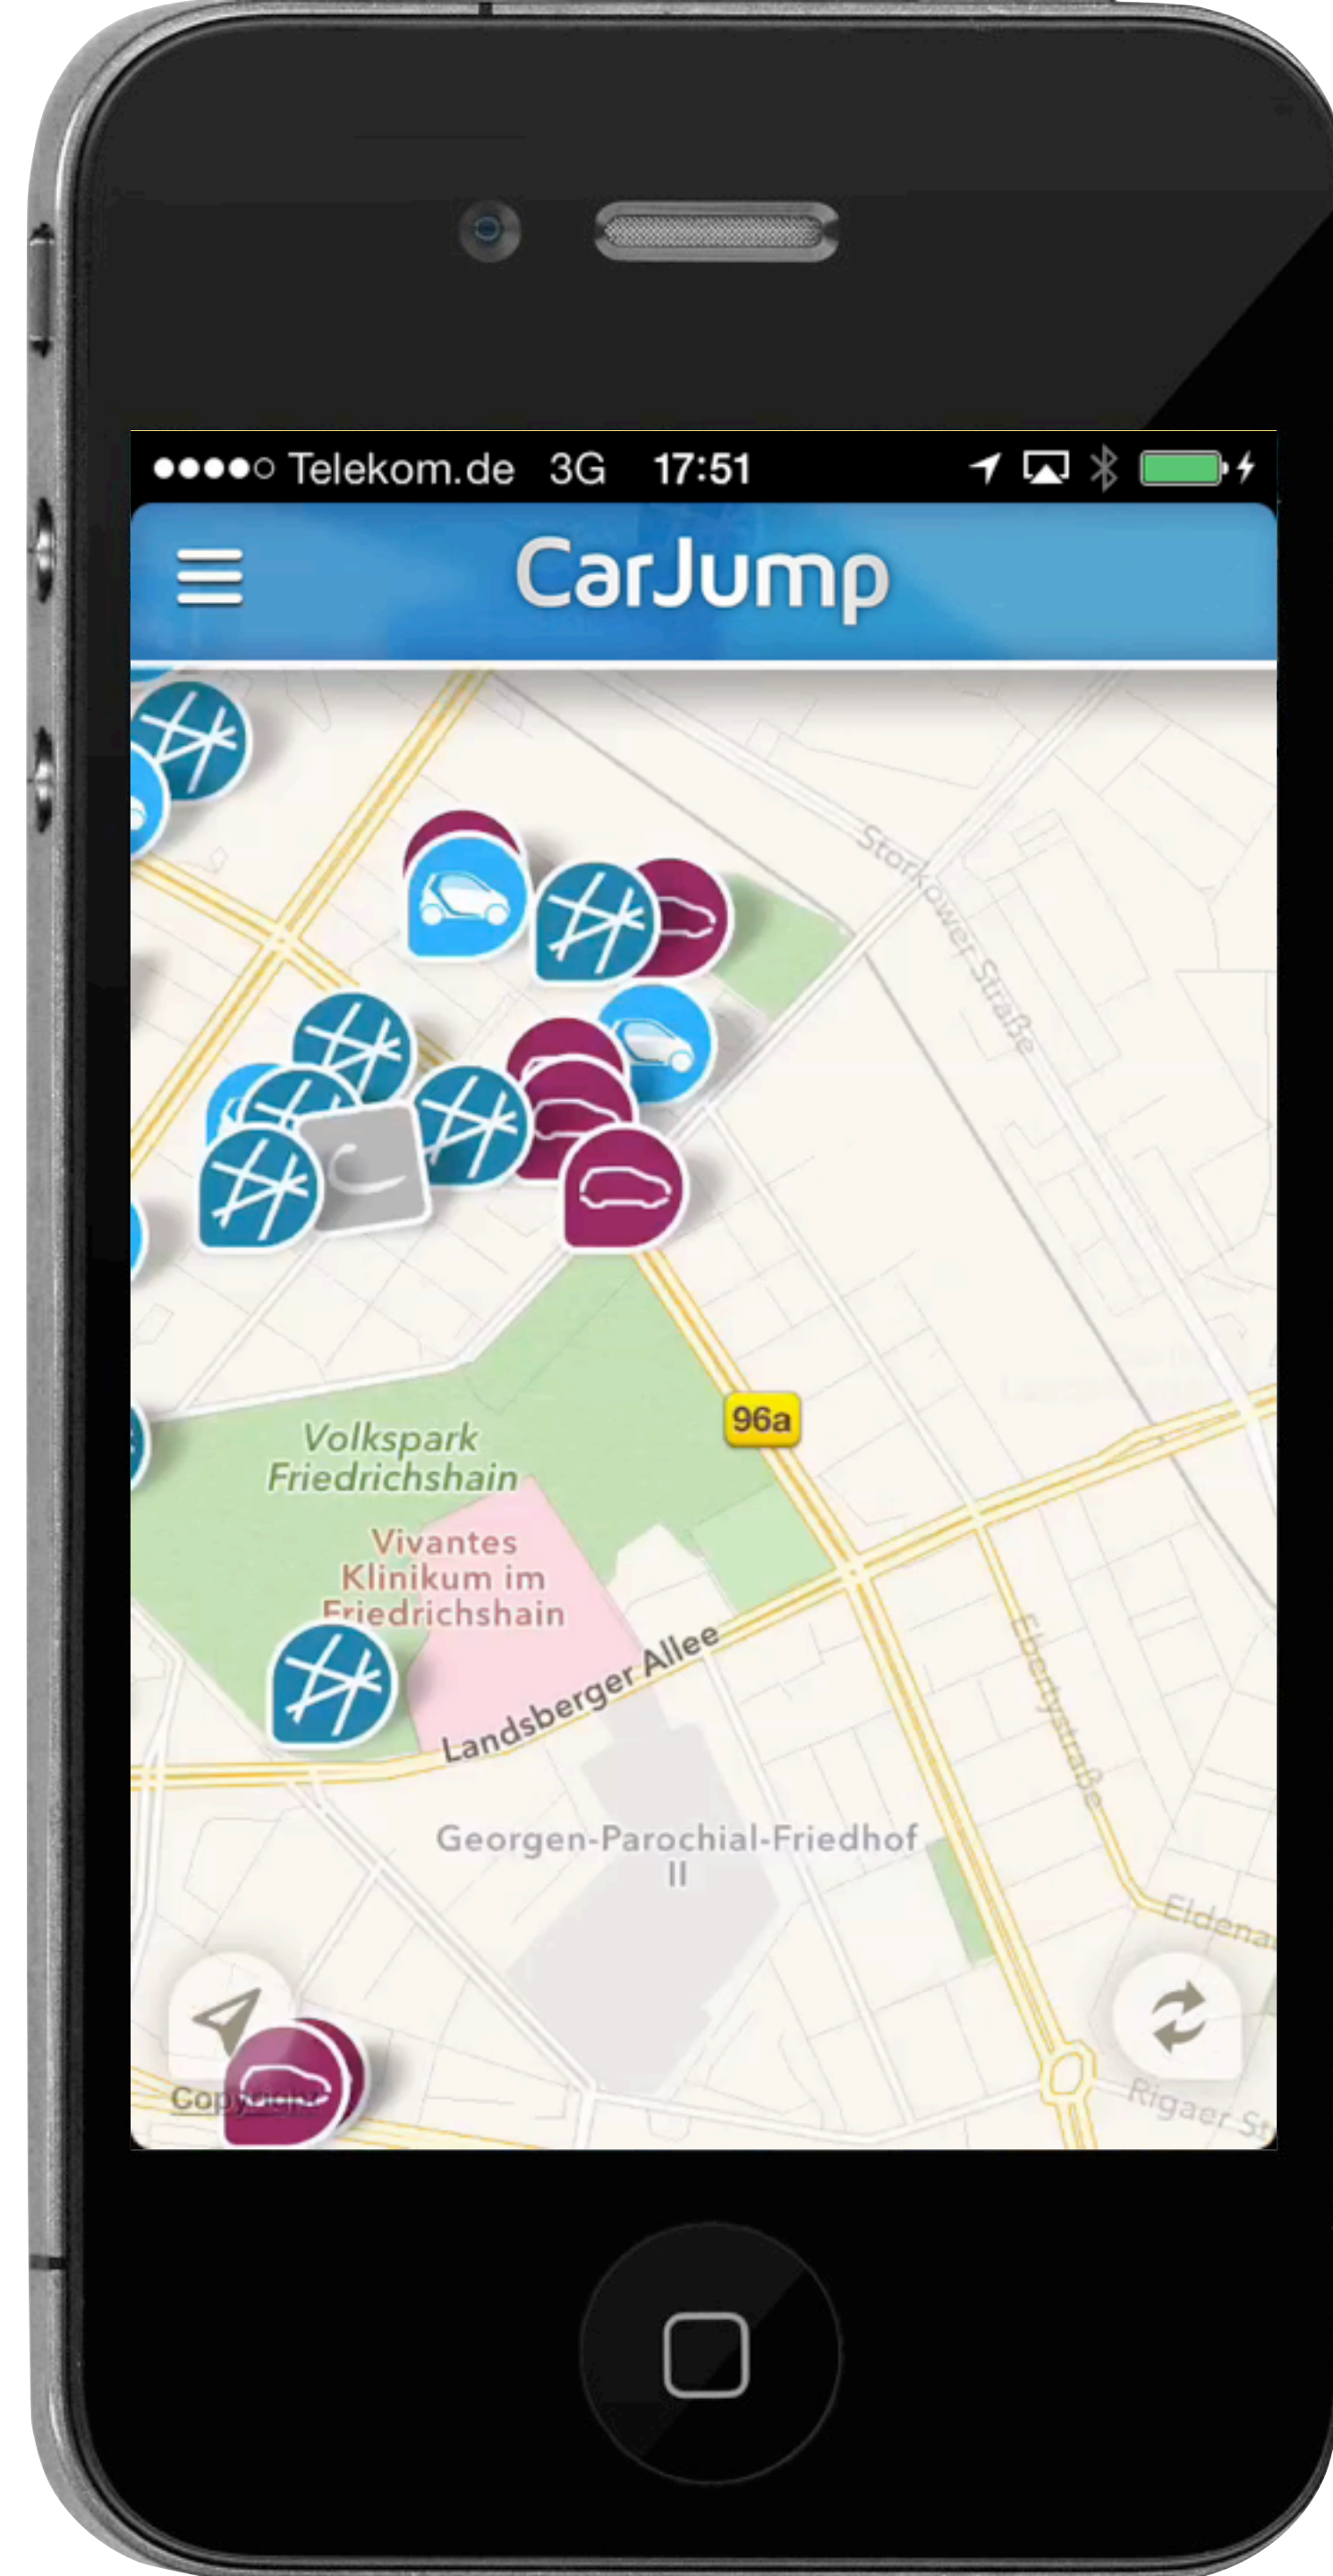 Telekom.de 3G 17:51
CarJump
Storkower Straße
96a
Volkspark
Friedrichshain
Vivantes
Klinikum im
Friedrichshain
Landsberger Allee
Ebertystraße
Georgen-Parochial-Friedhof
II
Eldena
Copyright
Rigaer St